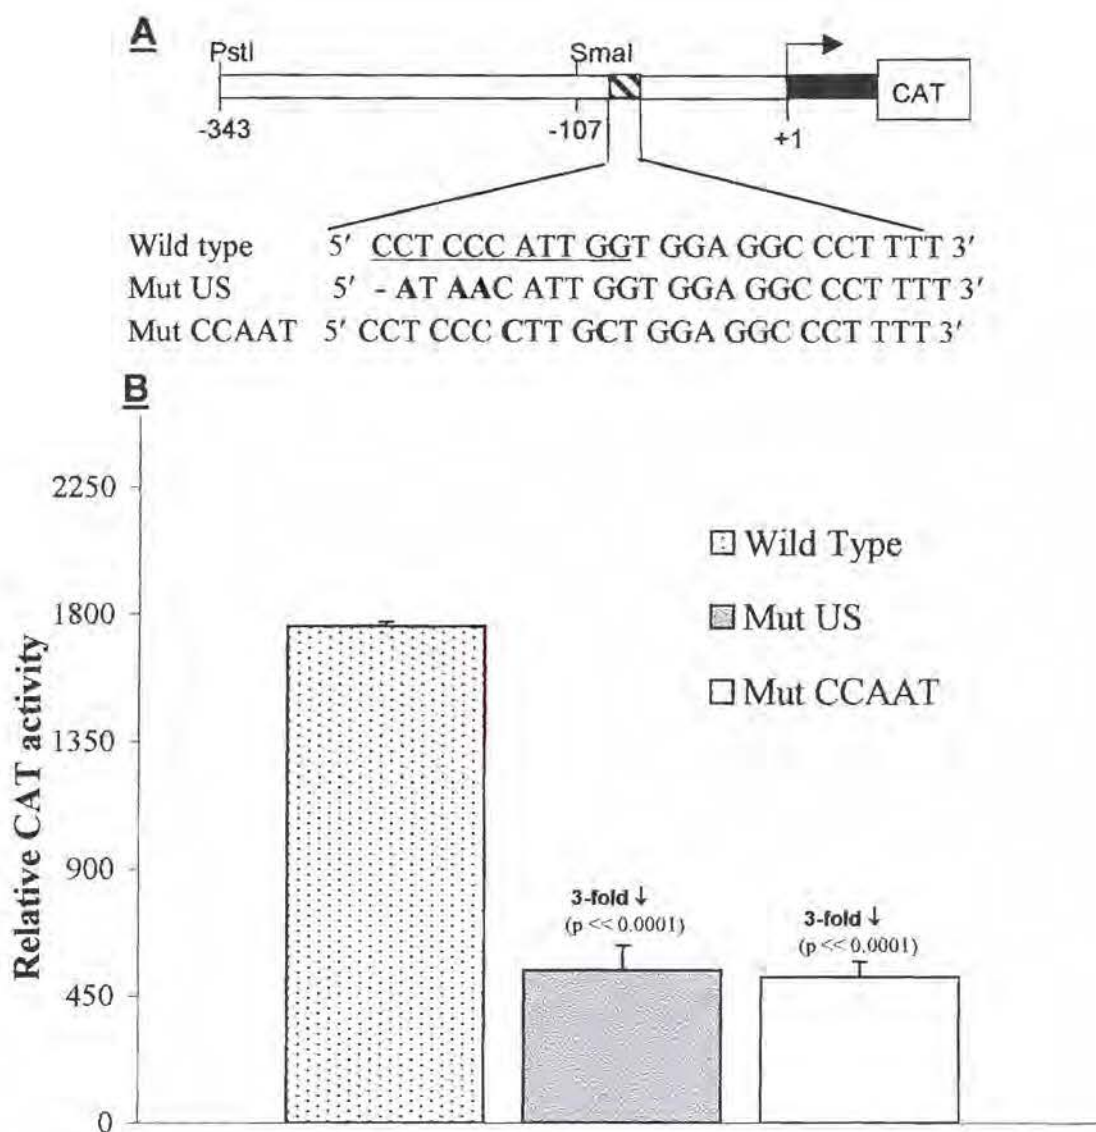 A
PstI SmaI
CAT
-343 -107 +1
Wild type 5′ CCT CCC ATT GGT GGA GGC CCT TTT 3′
Mut US 5′ - AT AAC ATT GGT GGA GGC CCT TTT 3′
Mut CCAAT 5′ CCT CCC CTT GCT GGA GGC CCT TTT 3′
B
2250
1800
1350
900
450
0
Relative CAT activity
Wild Type
Mut US
Mut CCAAT
3-fold ↓
(p << 0.0001)
3-fold ↓
(p << 0.0001)